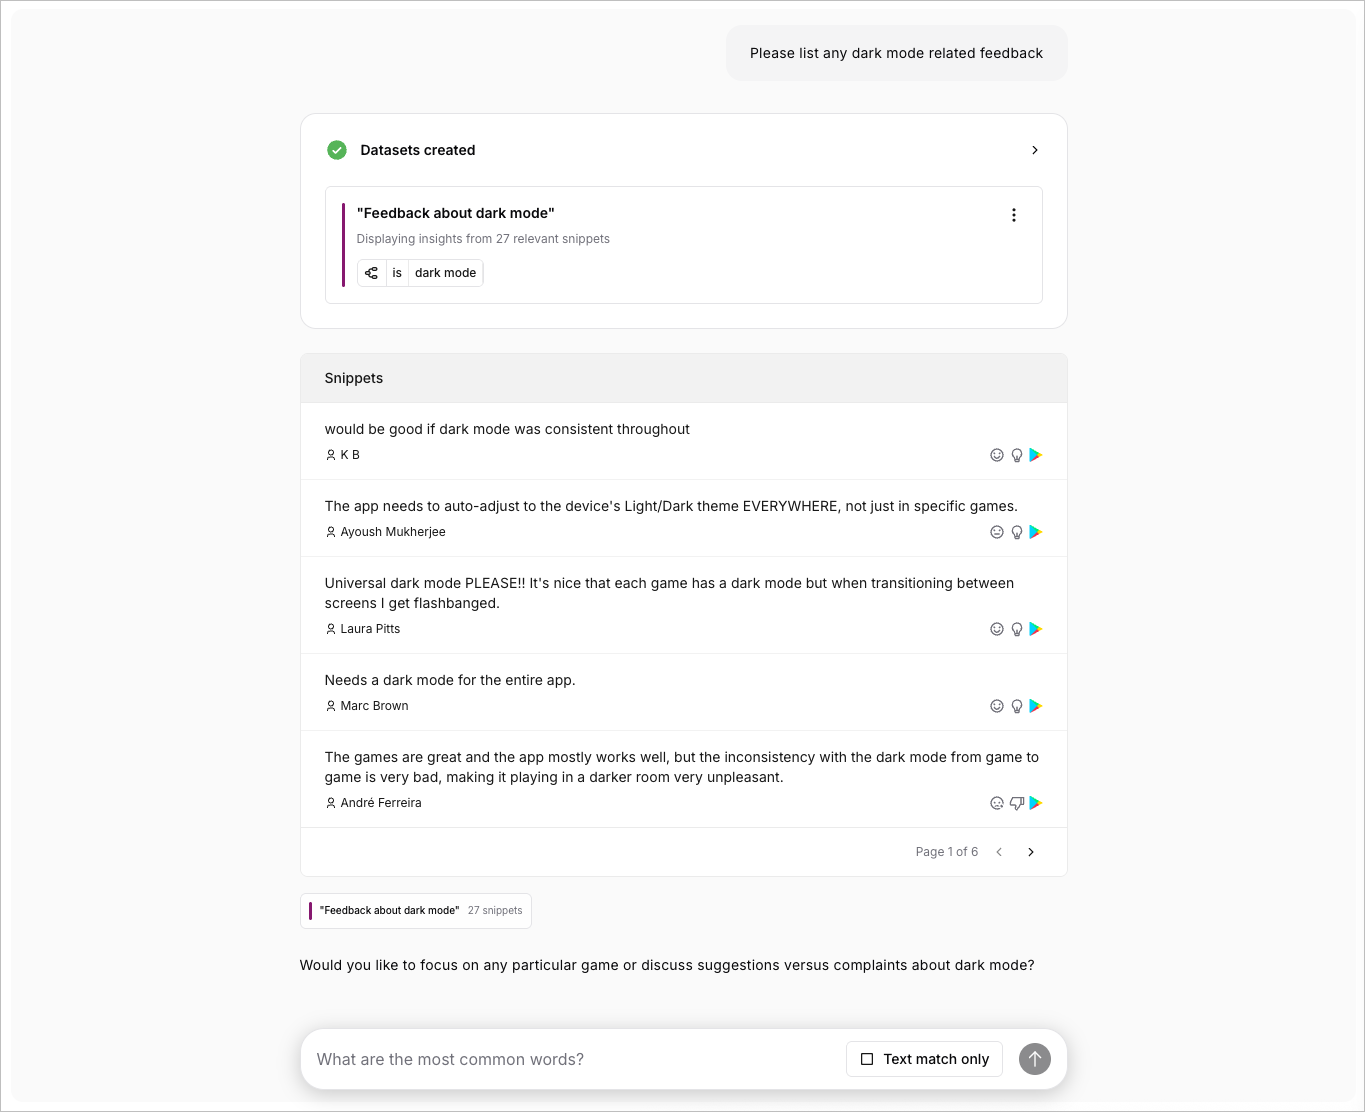 Please list any dark mode related feedback
Datasets created
"Feedback about dark mode"
Displaying insights from 27 relevant snippets
is dark mode
Snippets
would be good if dark mode was consistent throughout
K B
The app needs to auto-adjust to the device's Light/Dark theme EVERYWHERE, not just in specific games.
Ayoush Mukherjee
Universal dark mode PLEASE!! It's nice that each game has a dark mode but when transitioning between
screens I get flashbanged.
Laura Pitts
Needs a dark mode for the entire app.
Marc Brown
The games are great and the app mostly works well, but the inconsistency with the dark mode from game to
game is very bad, making it playing in a darker room very unpleasant.
André Ferreira
Page 1 of 6
"Feedback about dark mode" 27 snippets
Would you like to focus on any particular game or discuss suggestions versus complaints about dark mode?
What are the most common words? Text match only